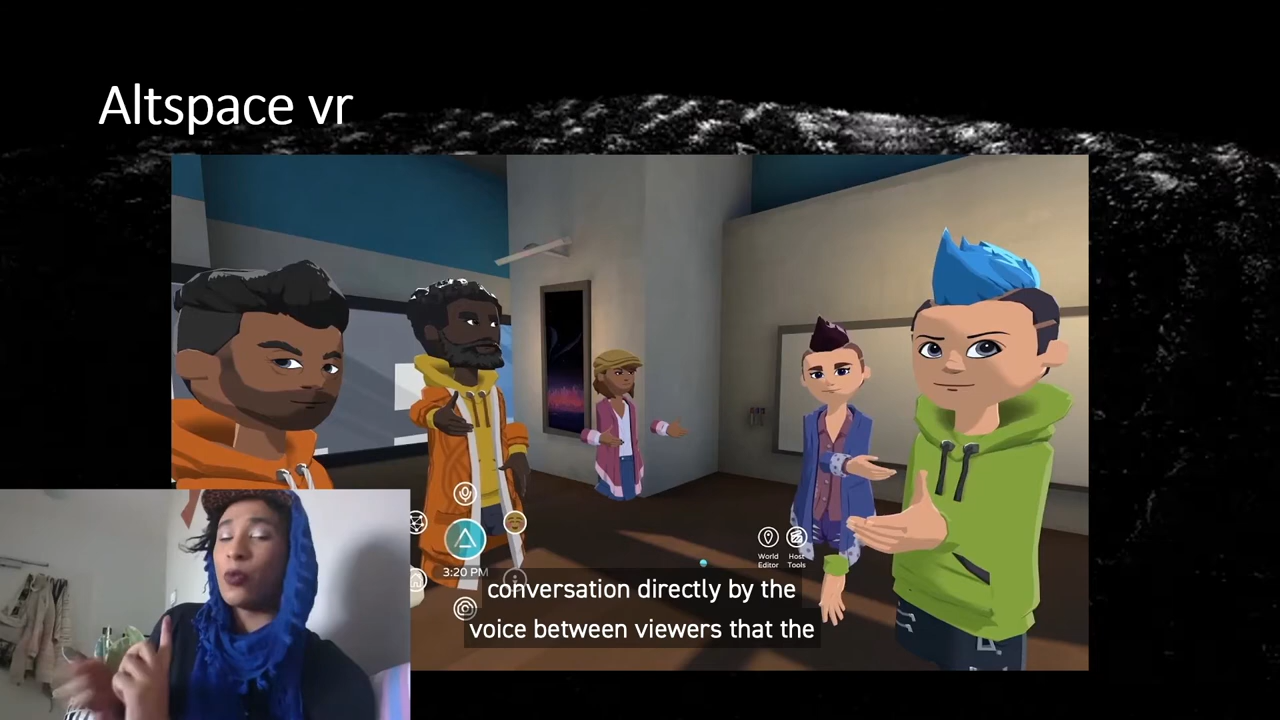 Altspace vr
World
Editor
Host
Tools
3:20 PM
conversation directly by the
voice between viewers that the